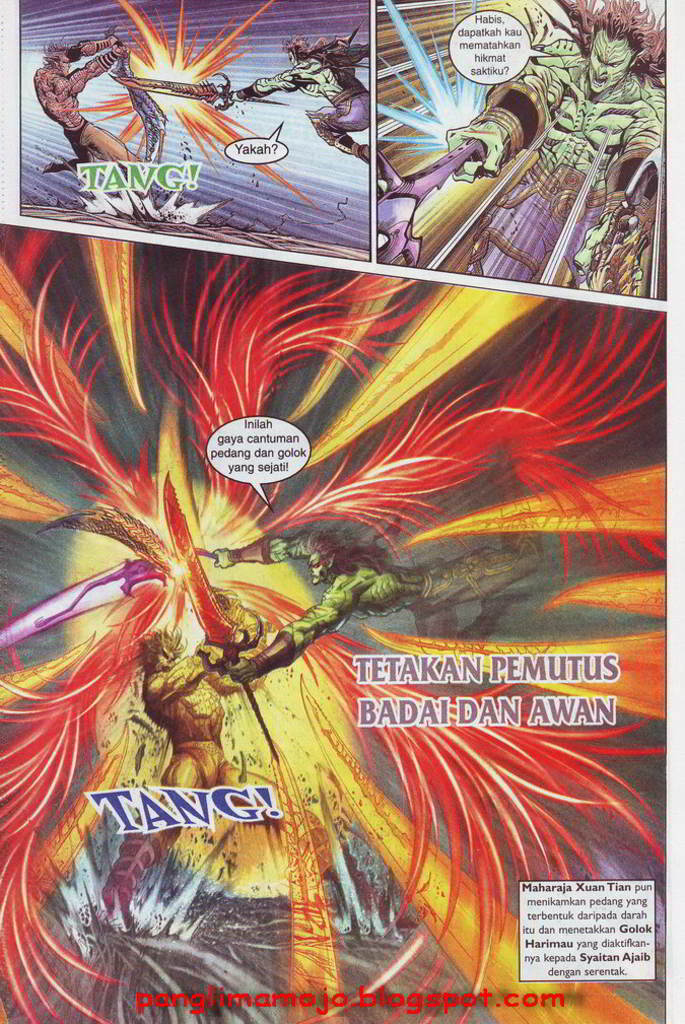 Yakah?
TANG!
Habis,
dapatkah kau
mematahkan
hikmat
saktiku?
Inilah
gaya cantuman
pedang dan golok
yang sejati!
TETAKAN PEMUTUS
BADAI DAN AWAN
TANG!
Maharaja Xuan Tian pun
menikamkan pedang yang
terbentuk daripada darah
itu dan menetakkan Golok
Harimau yang diaktifkan-
nya kepada Syaitan Ajaib
dengan serentak.
panglimamojo.blogspot.com